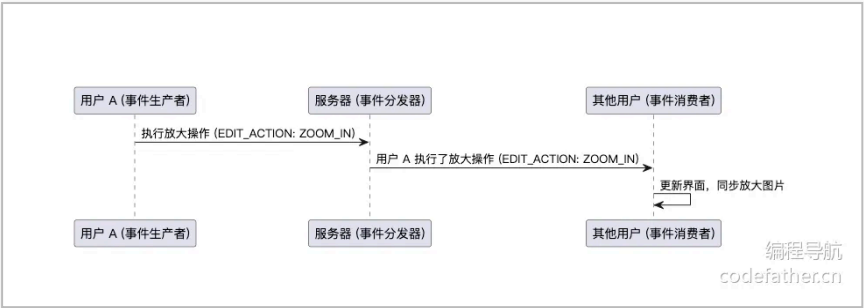 用户 A (事件生产者)
服务器 (事件分发器)
其他用户 (事件消费者)
执行放大操作 (EDIT_ACTION: ZOOM_IN)
用户 A 执行了放大操作 (EDIT_ACTION: ZOOM_IN)
更新界面，同步放大图片
用户 A (事件生产者)
服务器 (事件分发器)
其他用户 (事件消费者)
编程导航
codefather.cn